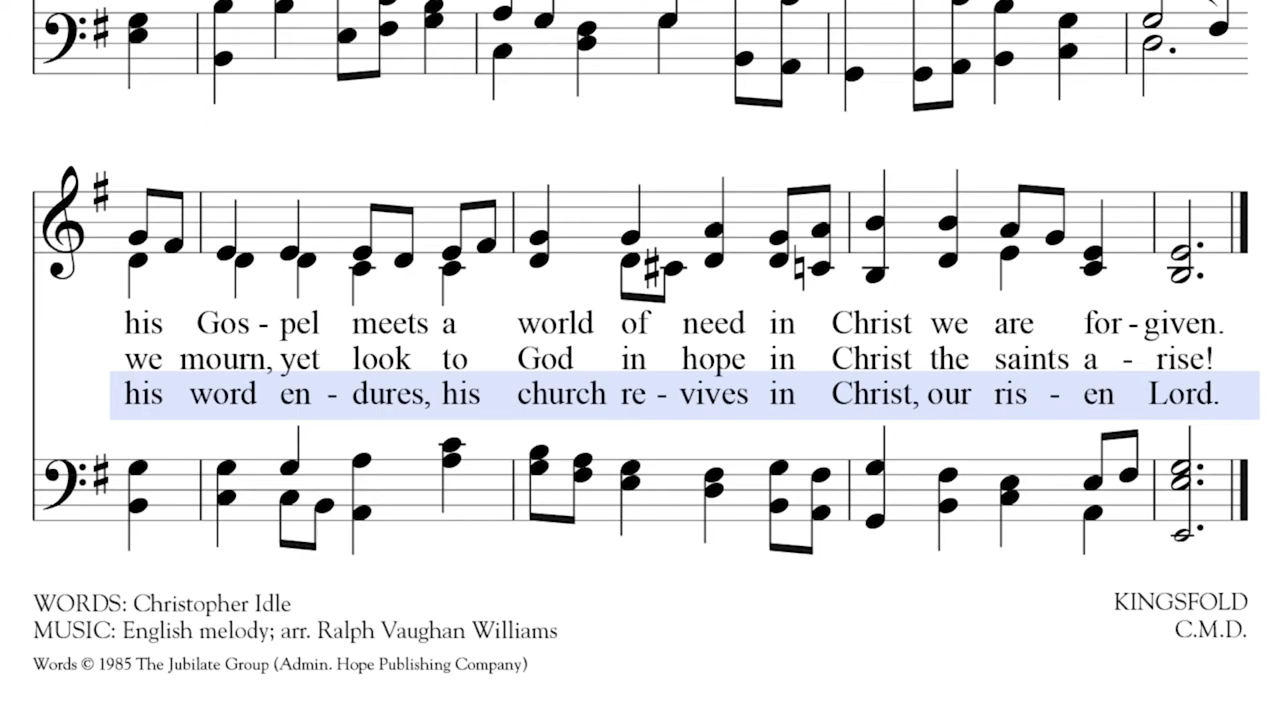 his Gos - pel meets a world of need in Christ we are for - given.
we mourn, yet look to God in hope in Christ the saints a - rise!
his word en - dures, his church re - vives in Christ, our ris - en Lord.
WORDS: Christopher Idle
MUSIC: English melody; arr. Ralph Vaughan Williams
Words © 1985 The Jubilate Group (Admin. Hope Publishing Company)
KINGSFOLD
C.M.D.